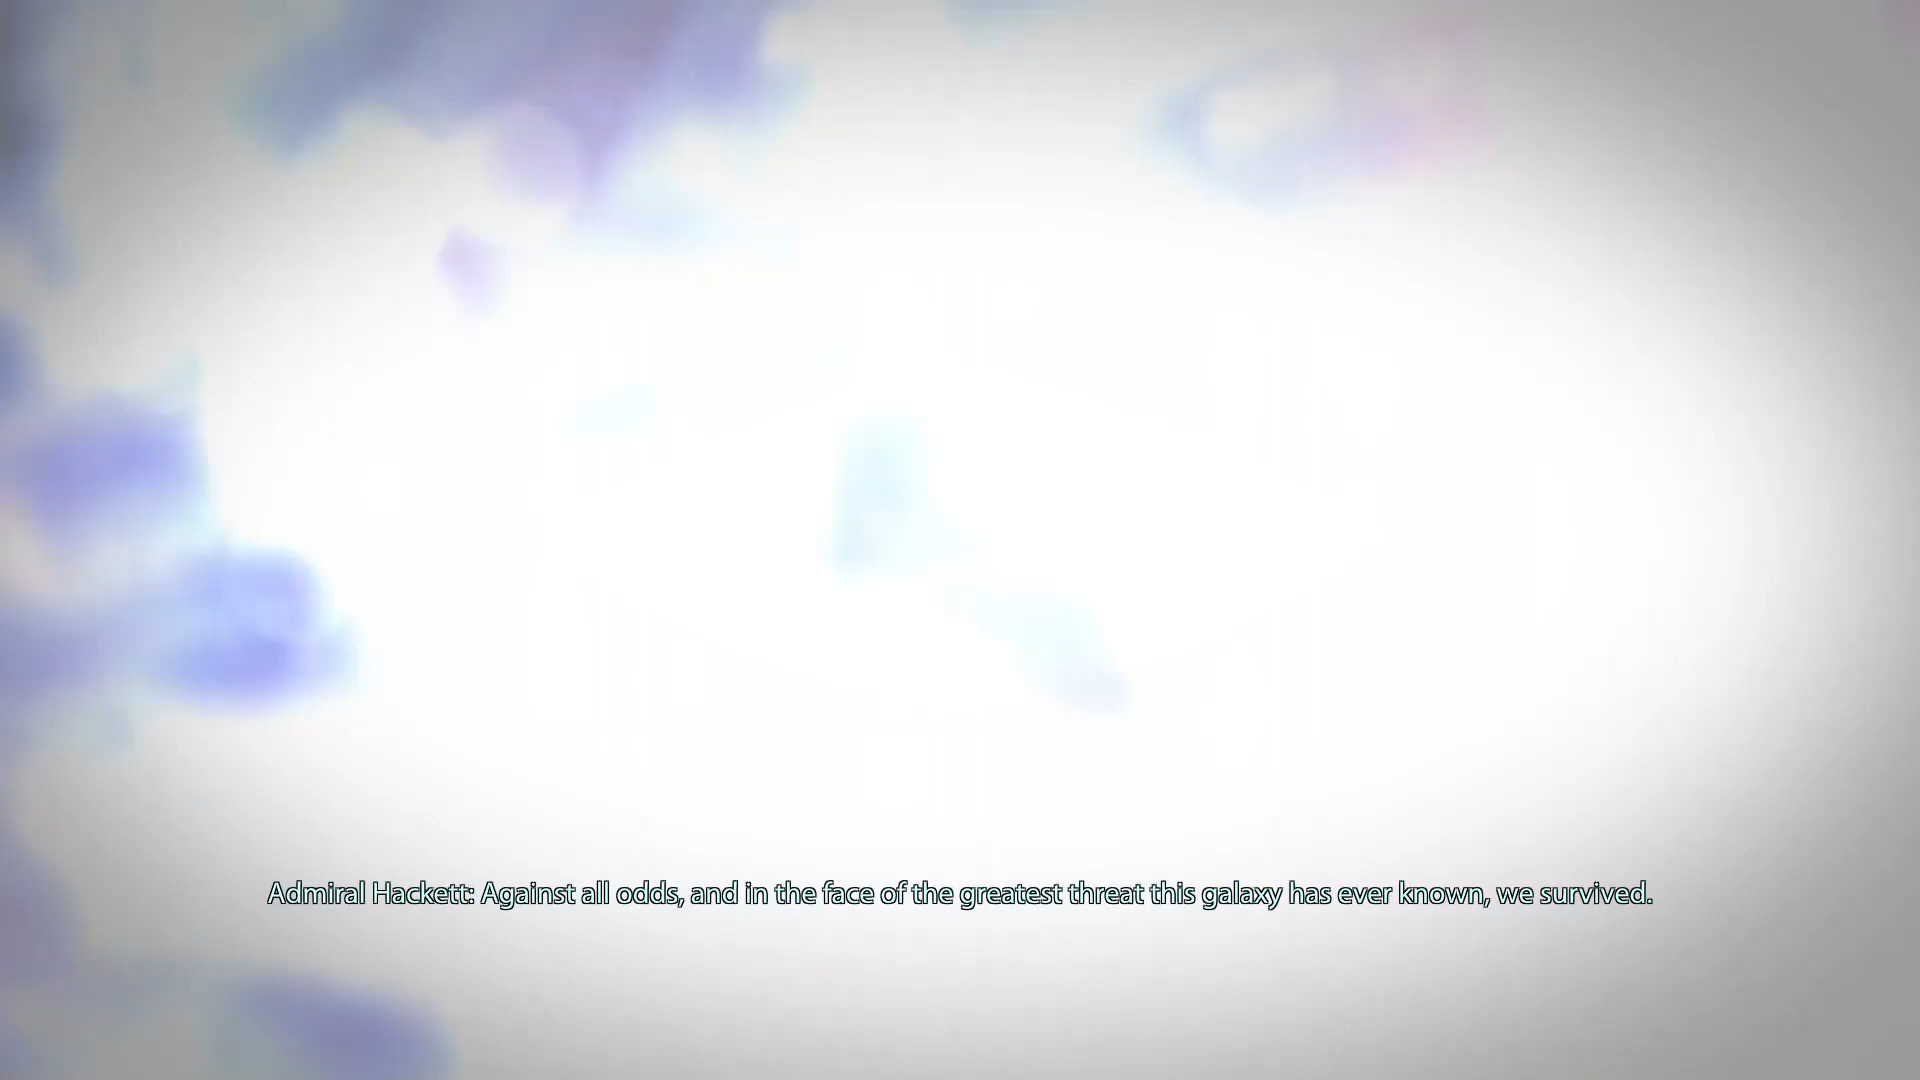 Admiral Hackett: Against all odds, and in the face of the greatest threat this galaxy has ever known, we survived.